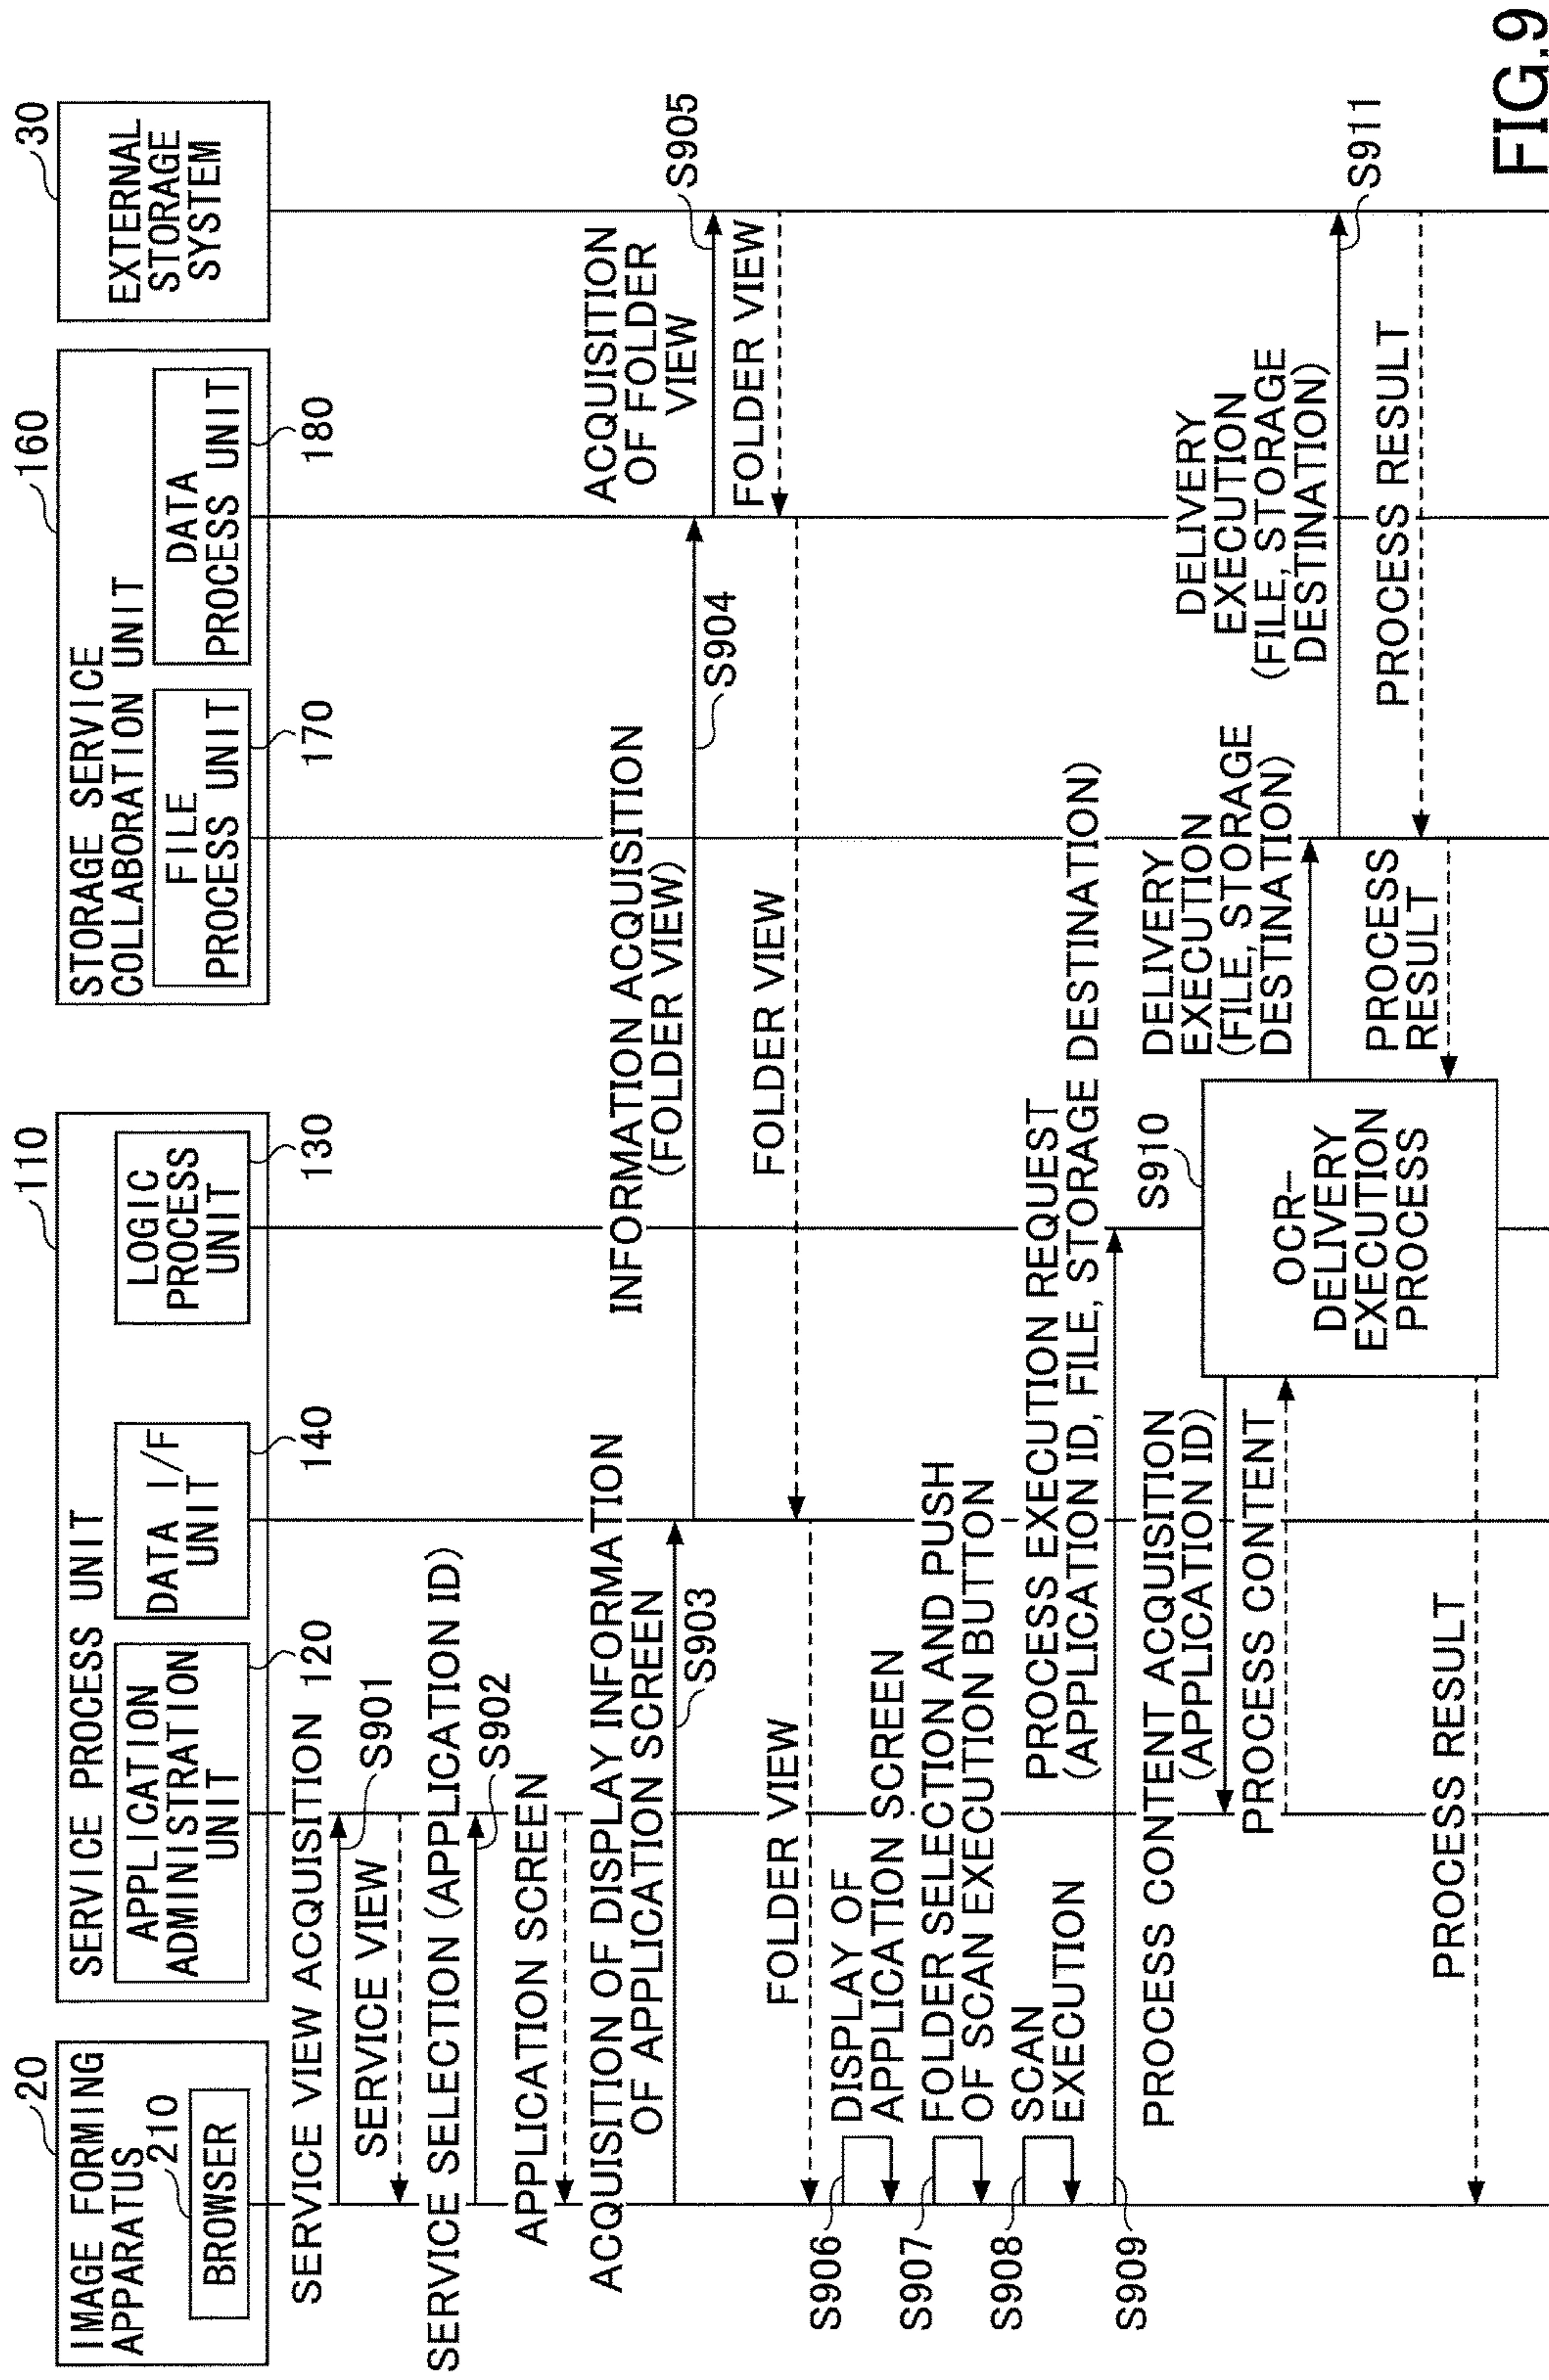 20
IMAGE FORMING
APPARATUS
210
BROWSER
110
SERVICE PROCESS UNIT
APPLICATION
ADMINISTRATION
UNIT
120
DATA I/F
UNIT
140
LOGIC
PROCESS
UNIT
130
160
STORAGE SERVICE
COLLABORATION UNIT
FILE
PROCESS UNIT
170
DATA
PROCESS UNIT
180
30
EXTERNAL
STORAGE
SYSTEM
SERVICE VIEW ACQUISITION
S901
SERVICE VIEW
SERVICE SELECTION (APPLICATION ID)
S902
APPLICATION SCREEN
ACQUISITION OF DISPLAY INFORMATION
OF APPLICATION SCREEN
S903
INFORMATION ACQUISITION
(FOLDER VIEW)
S904
ACQUISITION
OF FOLDER
VIEW
S905
FOLDER VIEW
FOLDER VIEW
FOLDER VIEW
S906
DISPLAY OF
APPLICATION SCREEN
S907
FOLDER SELECTION AND PUSH
OF SCAN EXECUTION BUTTON
S908
SCAN
EXECUTION
S909
PROCESS EXECUTION REQUEST
(APPLICATION ID, FILE, STORAGE DESTINATION)
S910
OCR-
DELIVERY
EXECUTION
PROCESS
PROCESS CONTENT ACQUISITION
(APPLICATION ID)
PROCESS CONTENT
DELIVERY
EXECUTION
(FILE, STORAGE
DESTINATION)
DELIVERY
EXECUTION
(FILE, STORAGE
DESTINATION)
S911
PROCESS RESULT
PROCESS
RESULT
PROCESS RESULT
FIG.9